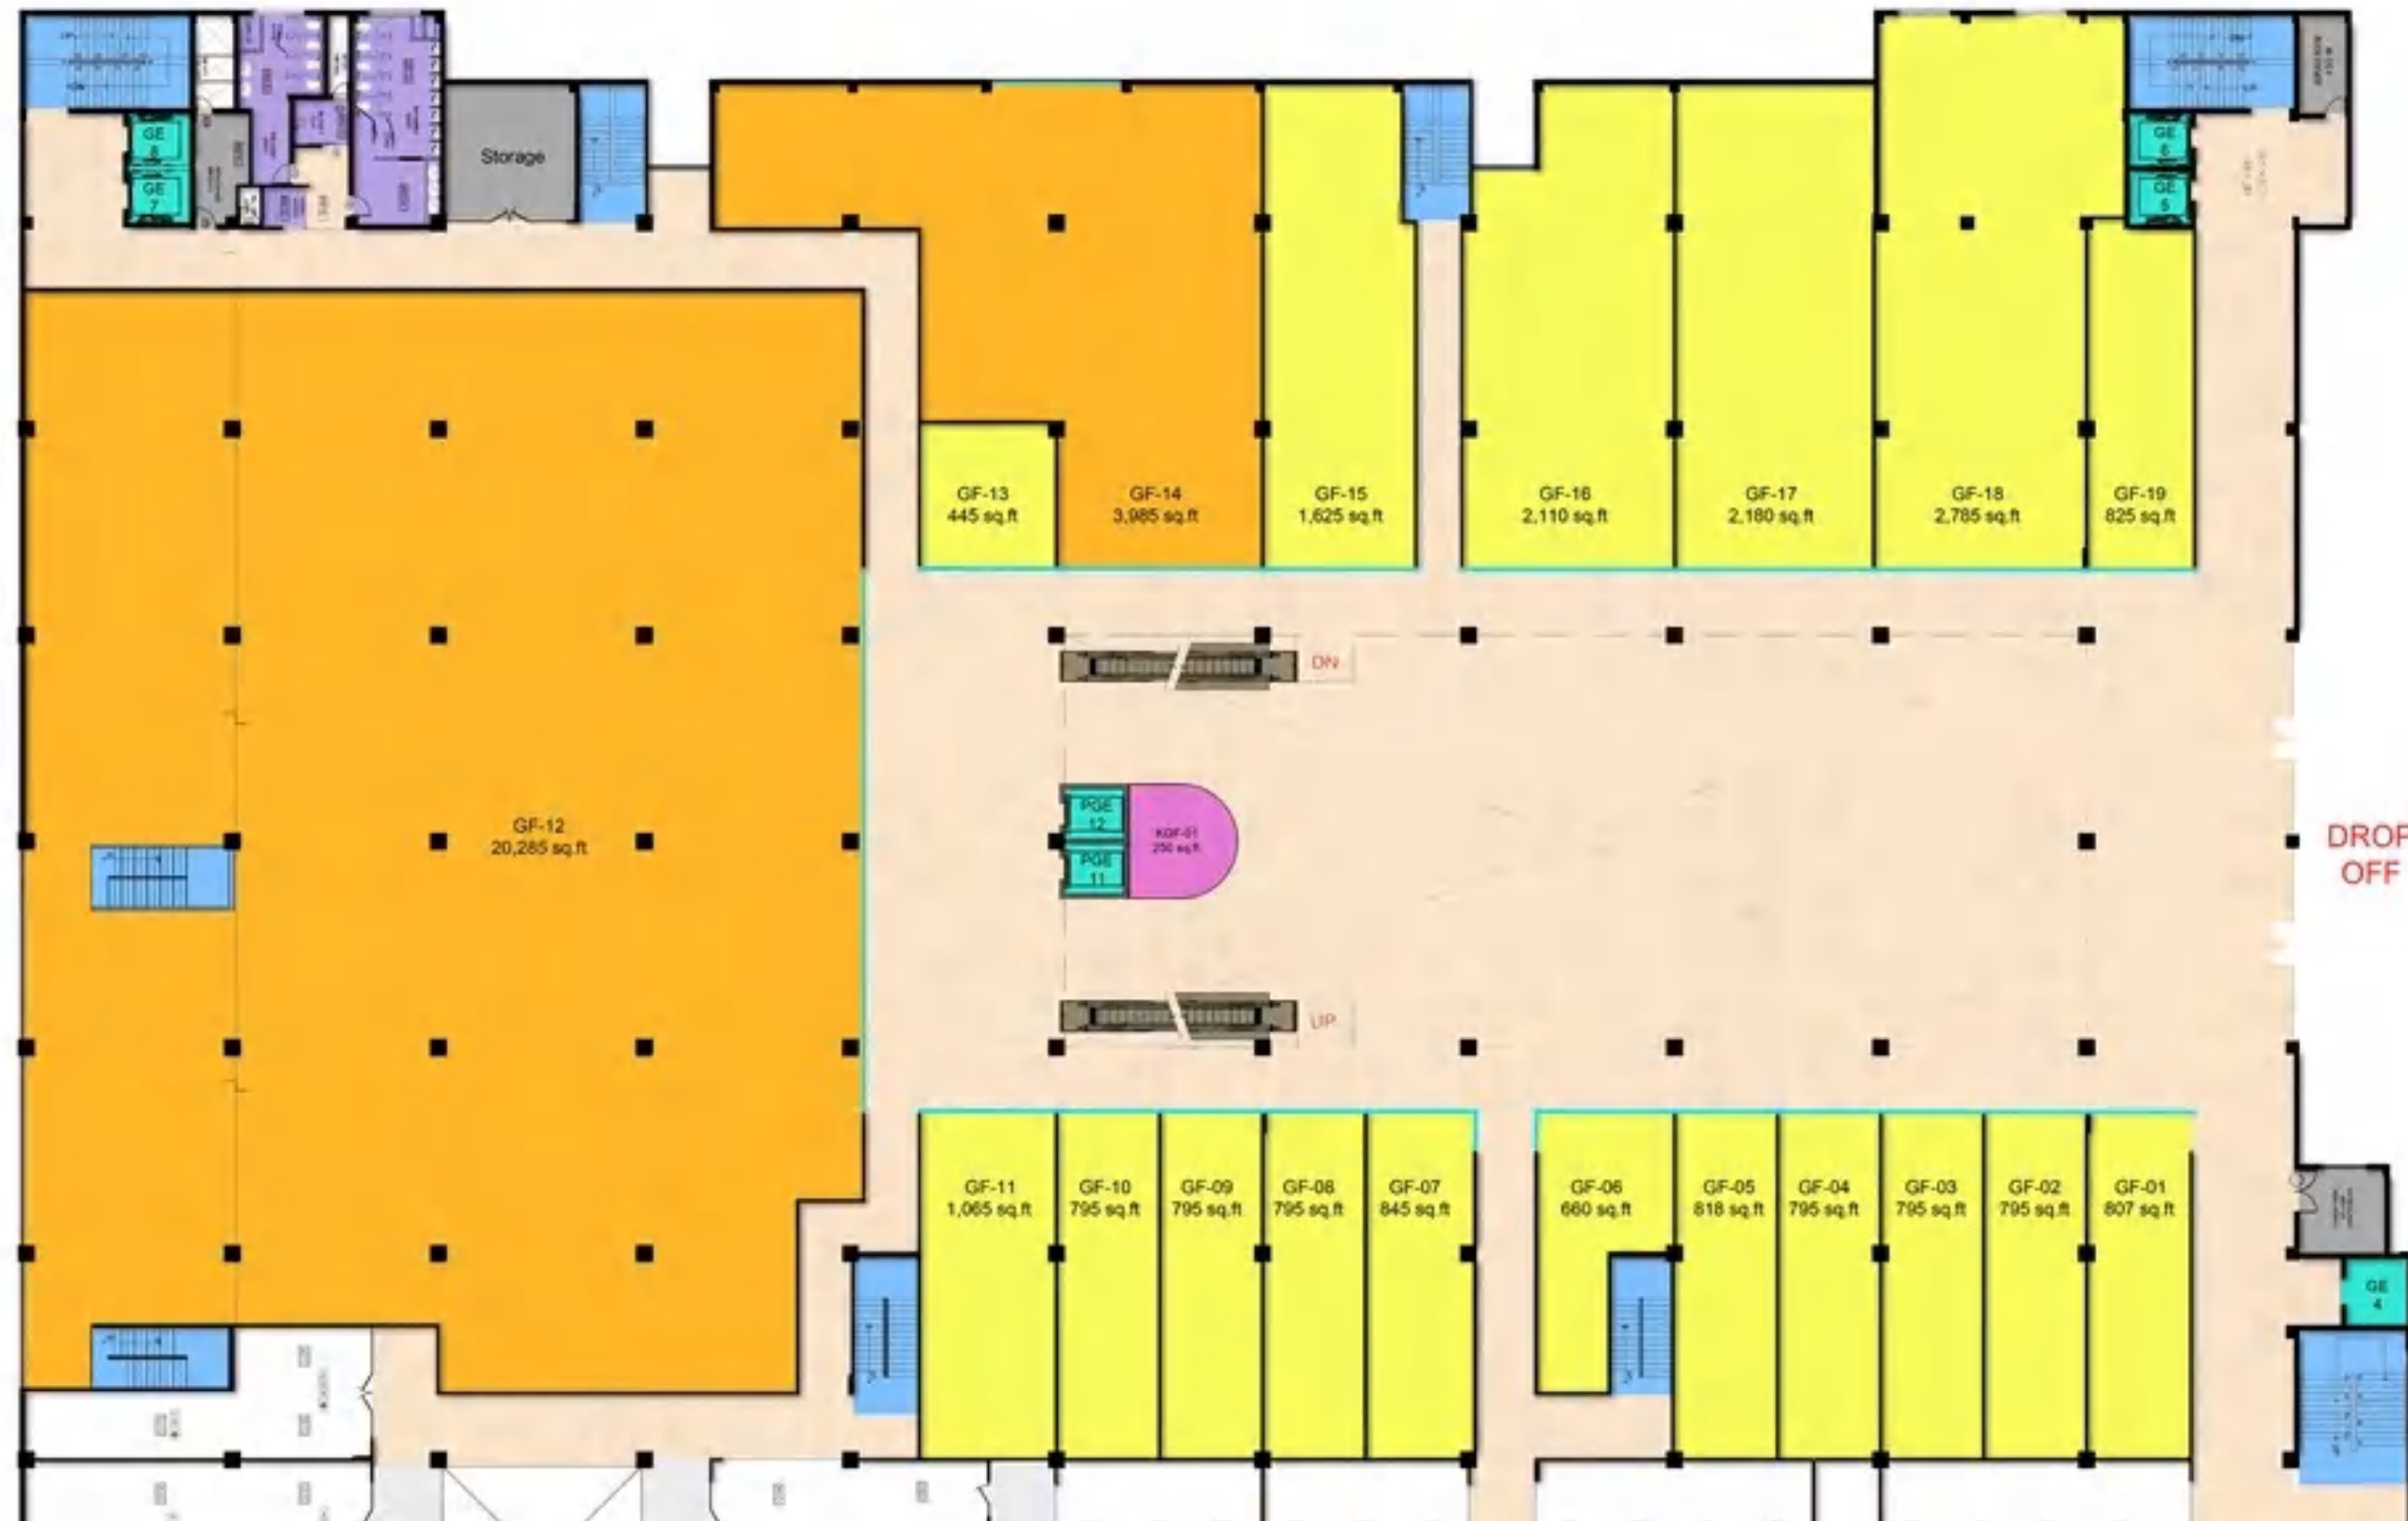 GE
8
GE
7
Storage
GE
6
GE
5
GF-13
445 sq.ft
GF-14
3,985 sq.ft
GF-15
1,625 sq.ft
GF-16
2,110 sq.ft
GF-17
2,180 sq.ft
GF-18
2,785 sq.ft
GF-19
825 sq.ft
DN
GF-12
20,285 sq.ft
PGE
12
PGE
11
KGF-01
250 sq.ft
DROP
OFF
UP
GF-11
1,065 sq.ft
GF-10
795 sq.ft
GF-09
795 sq.ft
GF-08
795 sq.ft
GF-07
845 sq.ft
GF-06
660 sq.ft
GF-05
818 sq.ft
GF-04
795 sq.ft
GF-03
795 sq.ft
GF-02
795 sq.ft
GF-01
807 sq.ft
GE
4